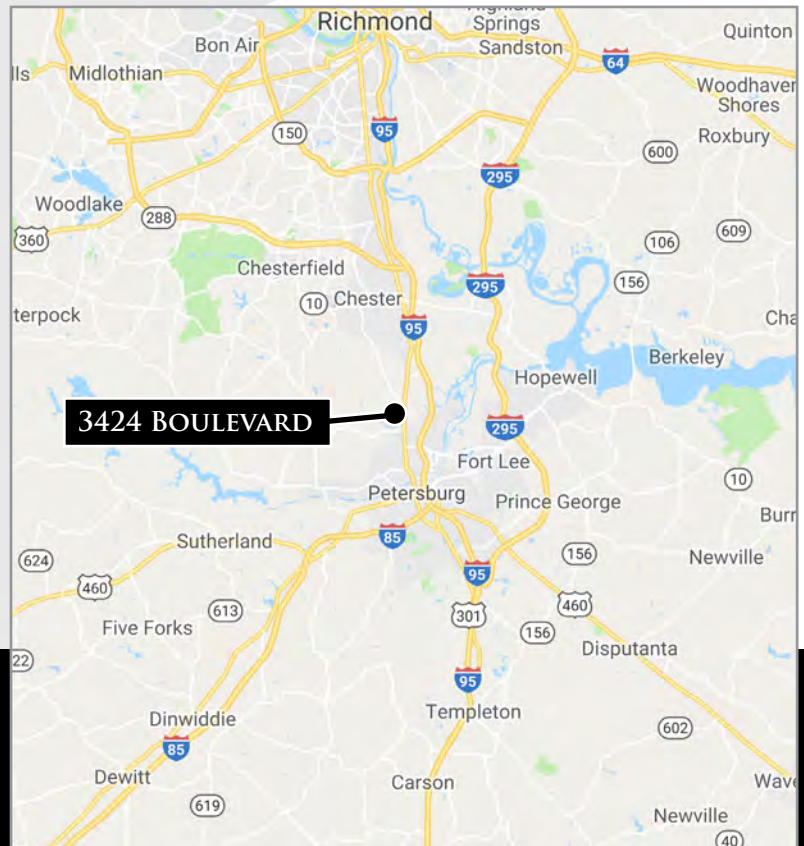 Highland
Springs
Richmond
Quinton
Bon Air
Sandston
64
lls
Midlothian
Woodhaven
Shores
95
150
Roxbury
600
295
Woodlake
288
609
360
106
Chesterfield
156
295
10
Chester
terpock
Cha
95
Berkeley
Hopewell
3424 BOULEVARD
295
Fort Lee
10
Petersburg
Prince George
Burr
85
Sutherland
624
156
Newville
95
460
460
613
301
Five Forks
156
Disputanta
22
95
Templeton
Dinwiddie
602
85
Dewitt
Carson
Wave
619
Newville
40